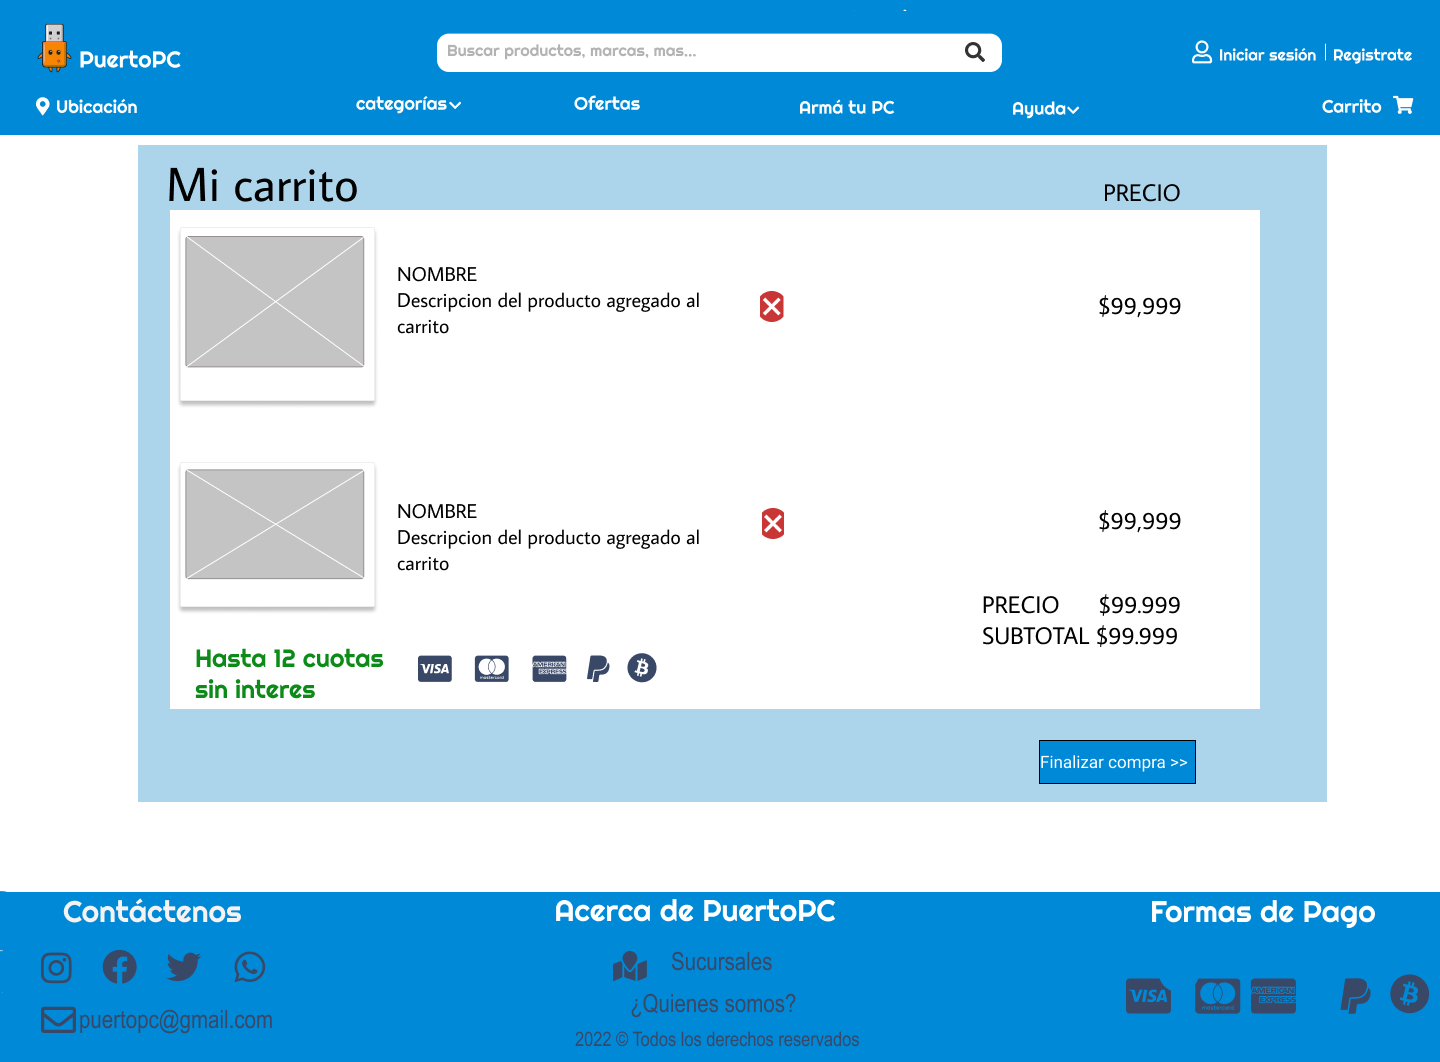 PuertoPC
Buscar productos, marcas, mas...
Iniciar sesión | Registrate
Ubicación
categorías
Ofertas
Armá tu PC
Ayuda
Carrito
Mi carrito
PRECIO
NOMBRE
Descripcion del producto agregado al
carrito
$99,999
NOMBRE
Descripcion del producto agregado al
carrito
$99,999
PRECIO $99.999
SUBTOTAL $99.999
Hasta 12 cuotas
sin interes
VISA
mastercard
AMERICAN
EXPRESS
Finalizar compra >>
Contáctenos
puertopc@gmail.com
Acerca de PuertoPC
Sucursales
¿Quienes somos?
2022 © Todos los derechos reservados
Formas de Pago
VISA
mastercard
AMERICAN
EXPRESS